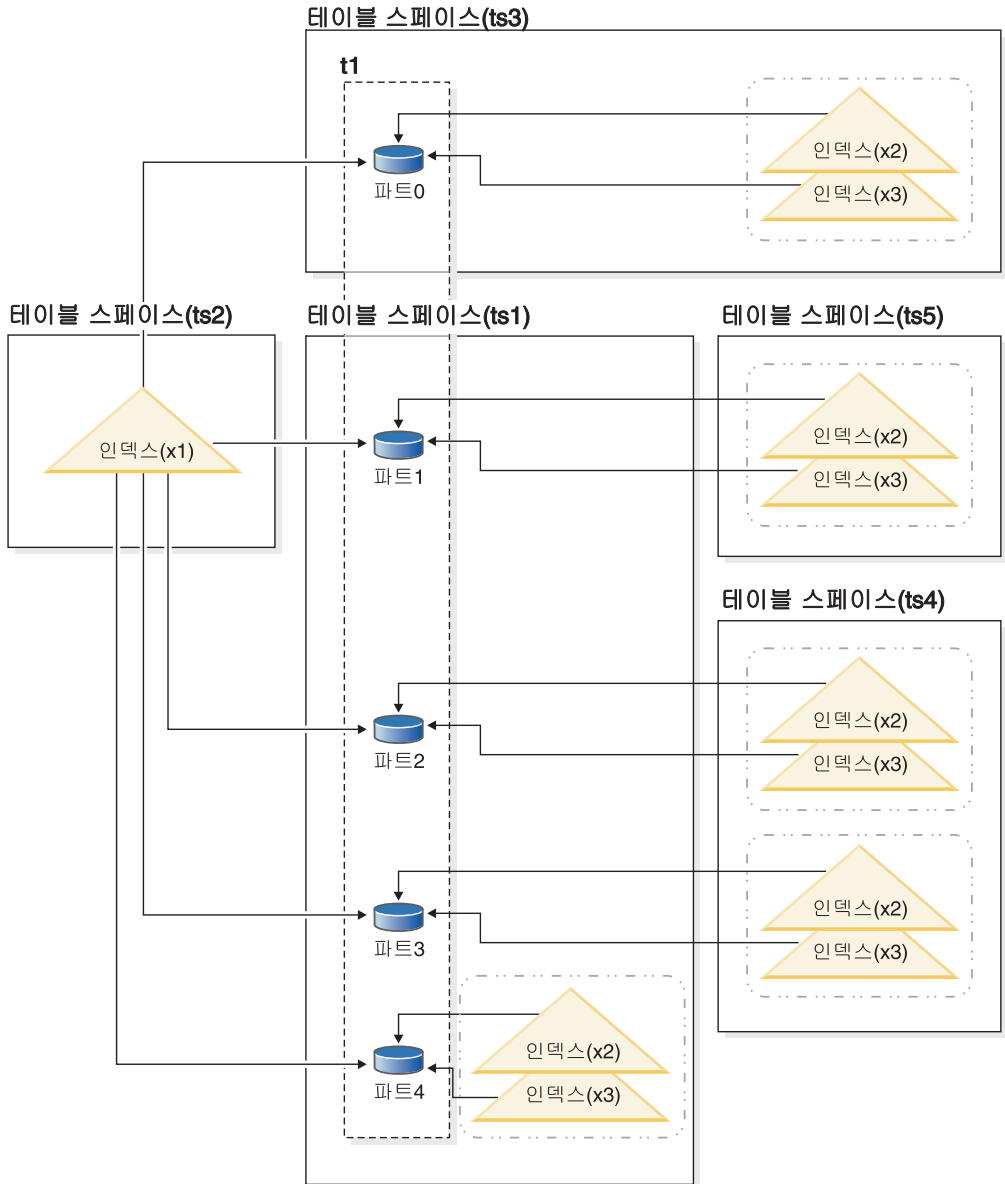 테이블 스페이스(ts3)
t1
파트0
인덱스(x2)
인덱스(x3)
테이블 스페이스(ts2)
인덱스(x1)
테이블 스페이스(ts1)
파트1
파트2
파트3
파트4
인덱스(x2)
인덱스(x3)
테이블 스페이스(ts5)
인덱스(x2)
인덱스(x3)
테이블 스페이스(ts4)
인덱스(x2)
인덱스(x3)
인덱스(x2)
인덱스(x3)